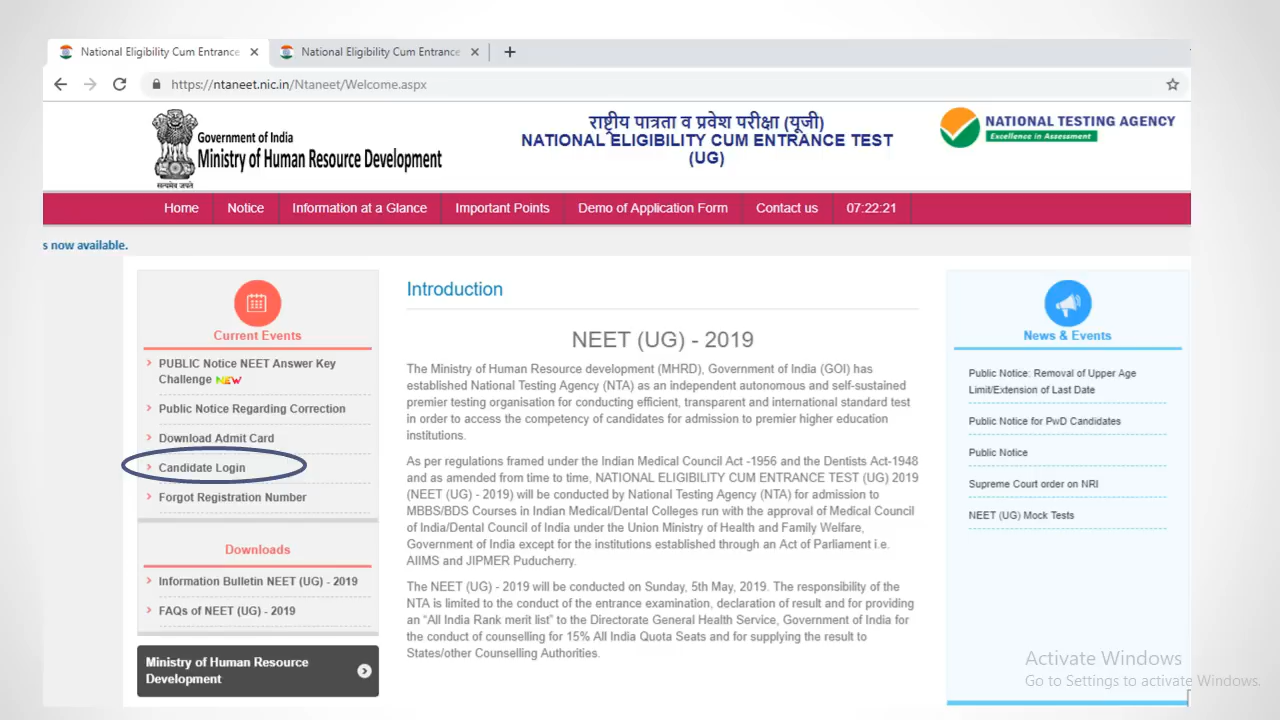 National Eligibility Cum Entrance
National Eligibility Cum Entrance
https://ntaneet.nic.in/Ntaneet/Welcome.aspx
Government of India
Ministry of Human Resource Development
सत्यमेव जयते
राष्ट्रीय पात्रता व प्रवेश परीक्षा (यूजी)
NATIONAL ELIGIBILITY CUM ENTRANCE TEST
(UG)
NATIONAL TESTING AGENCY
Excellence in Assessment
Home Notice Information at a Glance Important Points Demo of Application Form Contact us 07:22:21
s now available.
Current Events
PUBLIC Notice NEET Answer Key
Challenge NEW
Public Notice Regarding Correction
Download Admit Card
Candidate Login
Forgot Registration Number
Downloads
Information Bulletin NEET (UG) - 2019
FAQs of NEET (UG) - 2019
Ministry of Human Resource
Development
Introduction
NEET (UG) - 2019
The Ministry of Human Resource development (MHRD), Government of India (GOI) has
established National Testing Agency (NTA) as an independent autonomous and self-sustained
premier testing organisation for conducting efficient, transparent and international standard test
in order to access the competency of candidates for admission to premier higher education
institutions.
As per regulations framed under the Indian Medical Council Act -1956 and the Dentists Act-1948
and as amended from time to time, NATIONAL ELIGIBILITY CUM ENTRANCE TEST (UG) 2019
(NEET (UG) - 2019) will be conducted by National Testing Agency (NTA) for admission to
MBBS/BDS Courses in Indian Medical/Dental Colleges run with the approval of Medical Council
of India/Dental Council of India under the Union Ministry of Health and Family Welfare,
Government of India except for the institutions established through an Act of Parliament i.e.
AIIMS and JIPMER Puducherry.
The NEET (UG) - 2019 will be conducted on Sunday, 5th May, 2019. The responsibility of the
NTA is limited to the conduct of the entrance examination, declaration of result and for providing
an “All India Rank merit list” to the Directorate General Health Service, Government of India for
the conduct of counselling for 15% All India Quota Seats and for supplying the result to
States/other Counselling Authorities.
News & Events
Public Notice: Removal of Upper Age
Limit/Extension of Last Date
Public Notice for PwD Candidates
Public Notice
Supreme Court order on NRI
NEET (UG) Mock Tests
Activate Windows
Go to Settings to activate Windows.